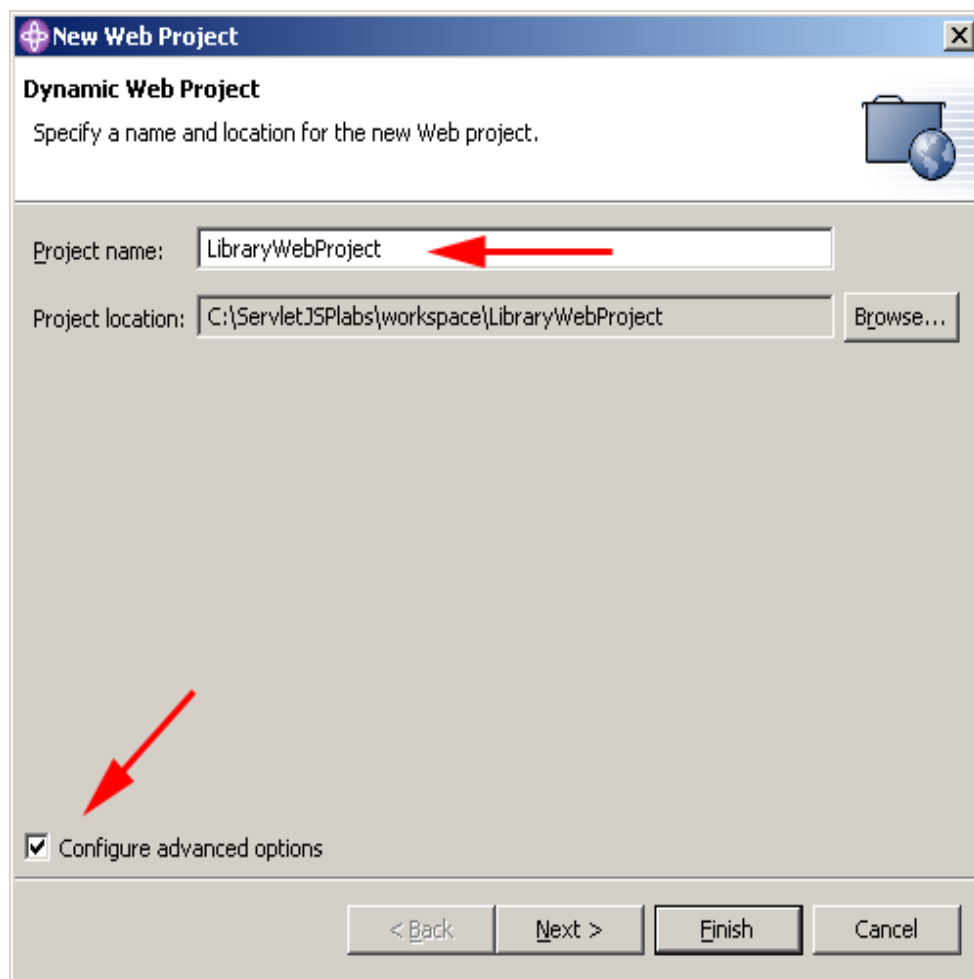 New Web Project
Dynamic Web Project
Specify a name and location for the new Web project.
Project name: LibraryWebProject
Project location: C:\ServletJSPlabs\workspace\LibraryWebProject Browse...
Configure advanced options
< Back Next > Finish Cancel